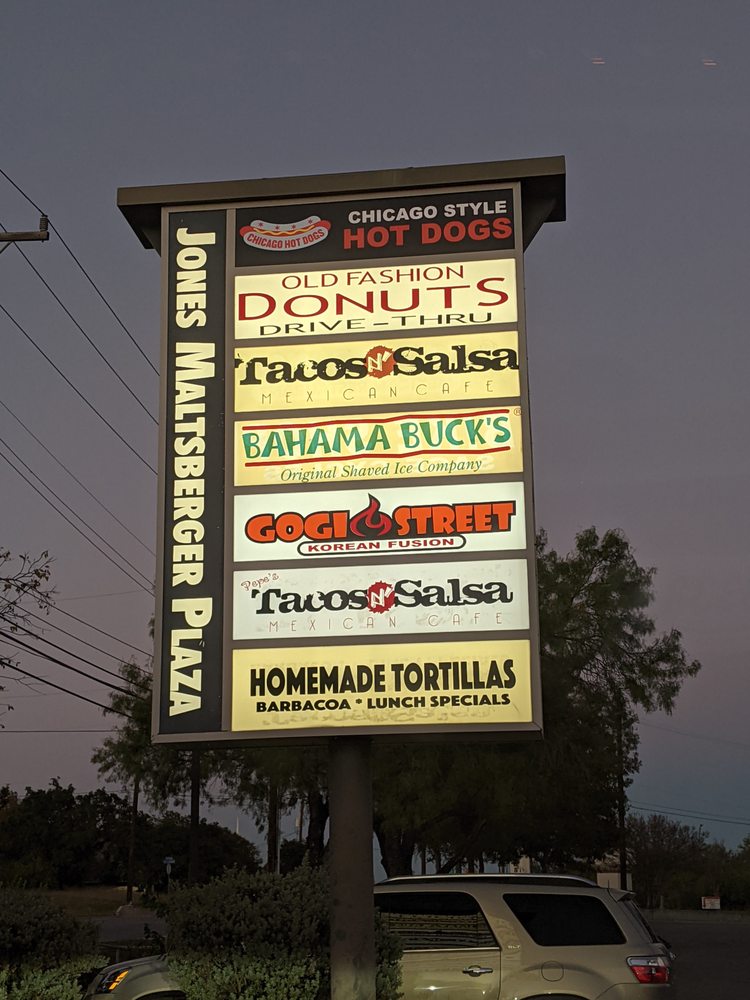 JONES MALTSBERGER PLAZA
CHICAGO HOT DOGS
CHICAGO STYLE
HOT DOGS
OLD FASHION
DONUTS
DRIVE-THRU
Tacos N' Salsa
MEXICAN CAFE
BAHAMA BUCK'S®
Original Shaved Ice Company
GOGI STREET
KOREAN FUSION
Pepe's
Tacos N' Salsa
MEXICAN CAFE
HOMEMADE TORTILLAS
BARBACOA * LUNCH SPECIALS
SLT